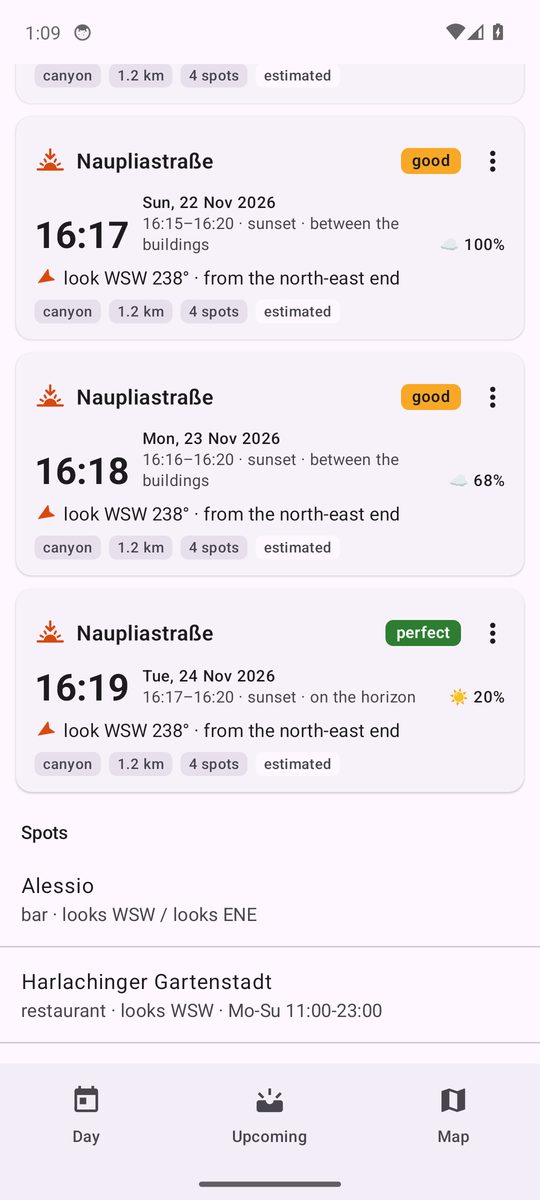 1:09
canyon 1.2 km 4 spots estimated
Naupliastraße good
Sun, 22 Nov 2026
16:17 16:15–16:20 · sunset · between the
buildings ☁️ 100%
look WSW 238° · from the north-east end
canyon 1.2 km 4 spots estimated
Naupliastraße good
Mon, 23 Nov 2026
16:18 16:16–16:20 · sunset · between the
buildings ☁️ 68%
look WSW 238° · from the north-east end
canyon 1.2 km 4 spots estimated
Naupliastraße perfect
Tue, 24 Nov 2026
16:19 16:17–16:20 · sunset · on the horizon ☀️ 20%
look WSW 238° · from the north-east end
canyon 1.2 km 4 spots estimated
Spots
Alessio
bar · looks WSW / looks ENE
Harlachinger Gartenstadt
restaurant · looks WSW · Mo-Su 11:00-23:00
Day Upcoming Map